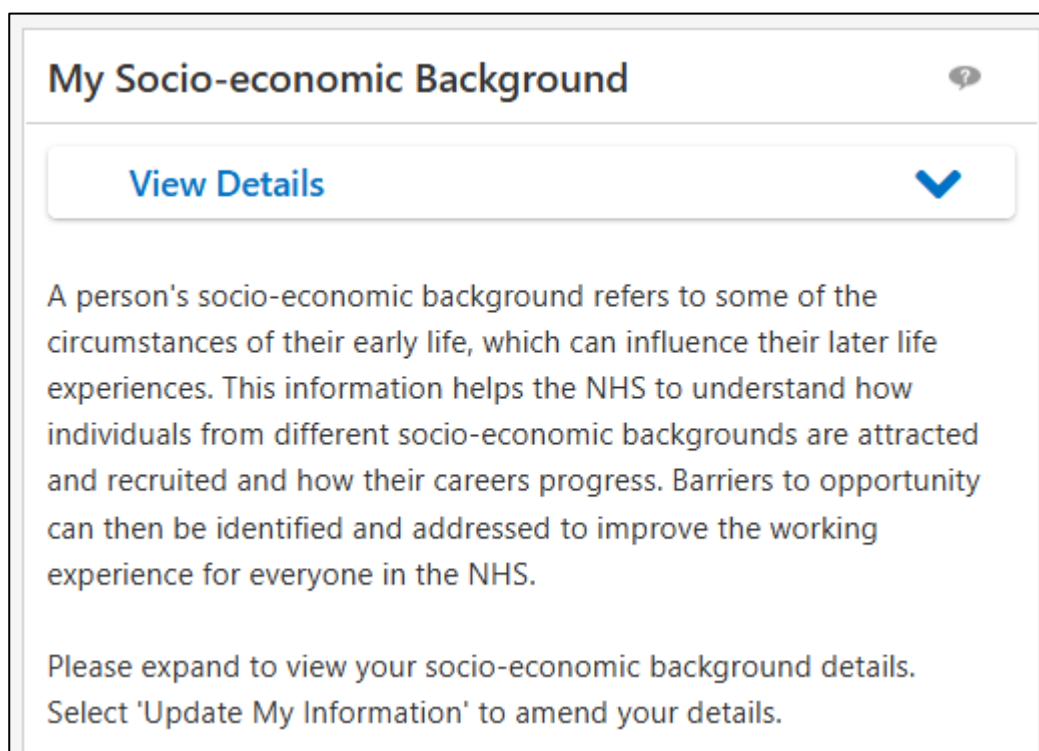 My Socio-economic Background
View Details
A person's socio-economic background refers to some of the
circumstances of their early life, which can influence their later life
experiences. This information helps the NHS to understand how
individuals from different socio-economic backgrounds are attracted
and recruited and how their careers progress. Barriers to opportunity
can then be identified and addressed to improve the working
experience for everyone in the NHS.
Please expand to view your socio-economic background details.
Select 'Update My Information' to amend your details.